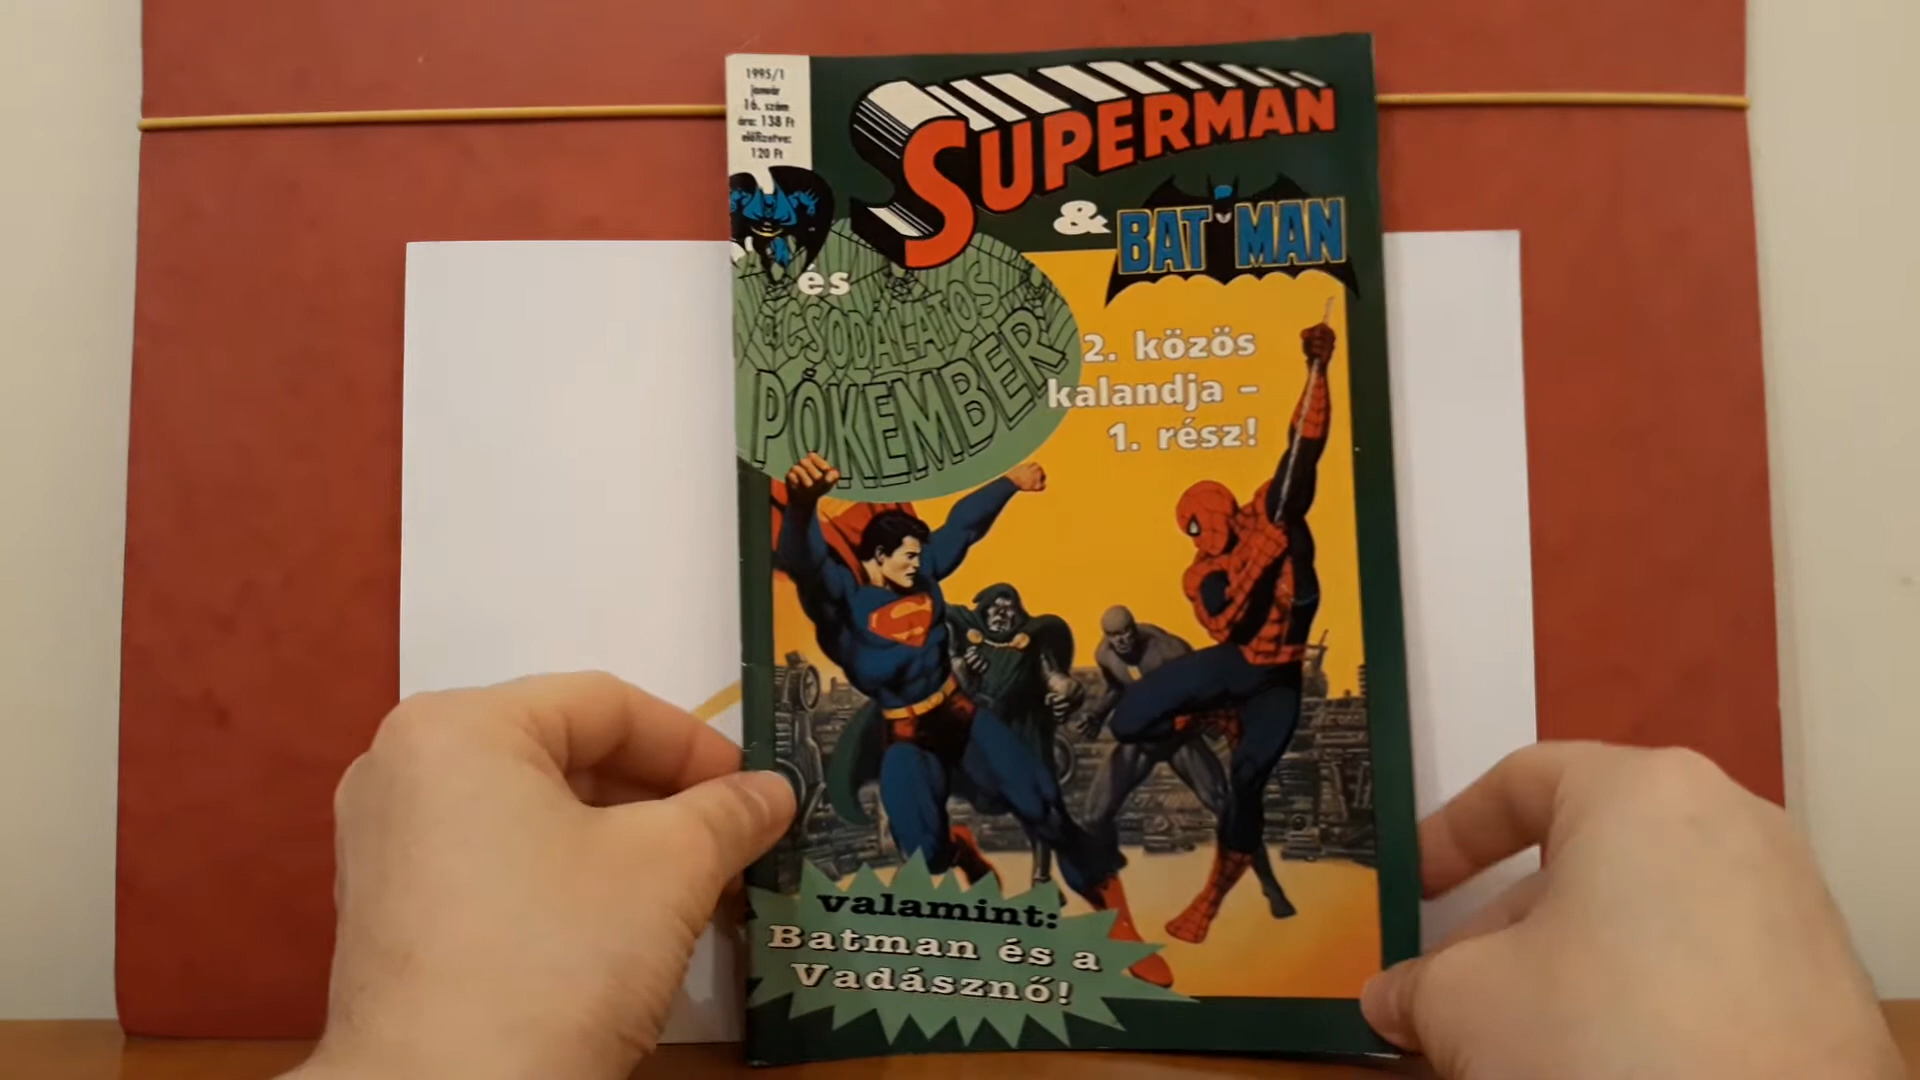 1995/1
január
16. szám
ára: 138 Ft
előfizetve:
120 Ft
SUPERMAN
& BATMAN
és
a CSODÁLATOS
PÓKEMBER
2. közös
kalandja -
1. rész!
valamint:
Batman és a
Vadásznő!